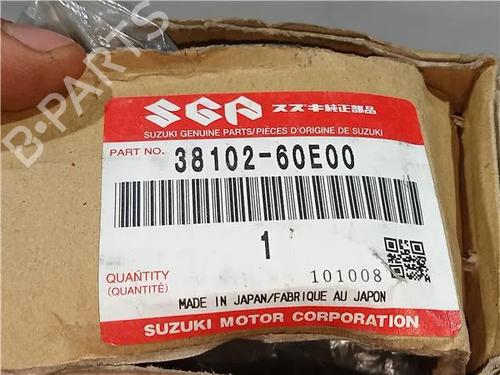 SGP スズキ純正部品
SUZUKI GENUINE PARTS/PIÈCES D'ORIGINE DE SUZUKI
PART NO. 38102-60E00
1
QUANTITY
(QUANTITÉ)
101008
MADE IN JAPAN/FABRIQUE AU JAPON
SUZUKI MOTOR CORPORATION
B-PARTS